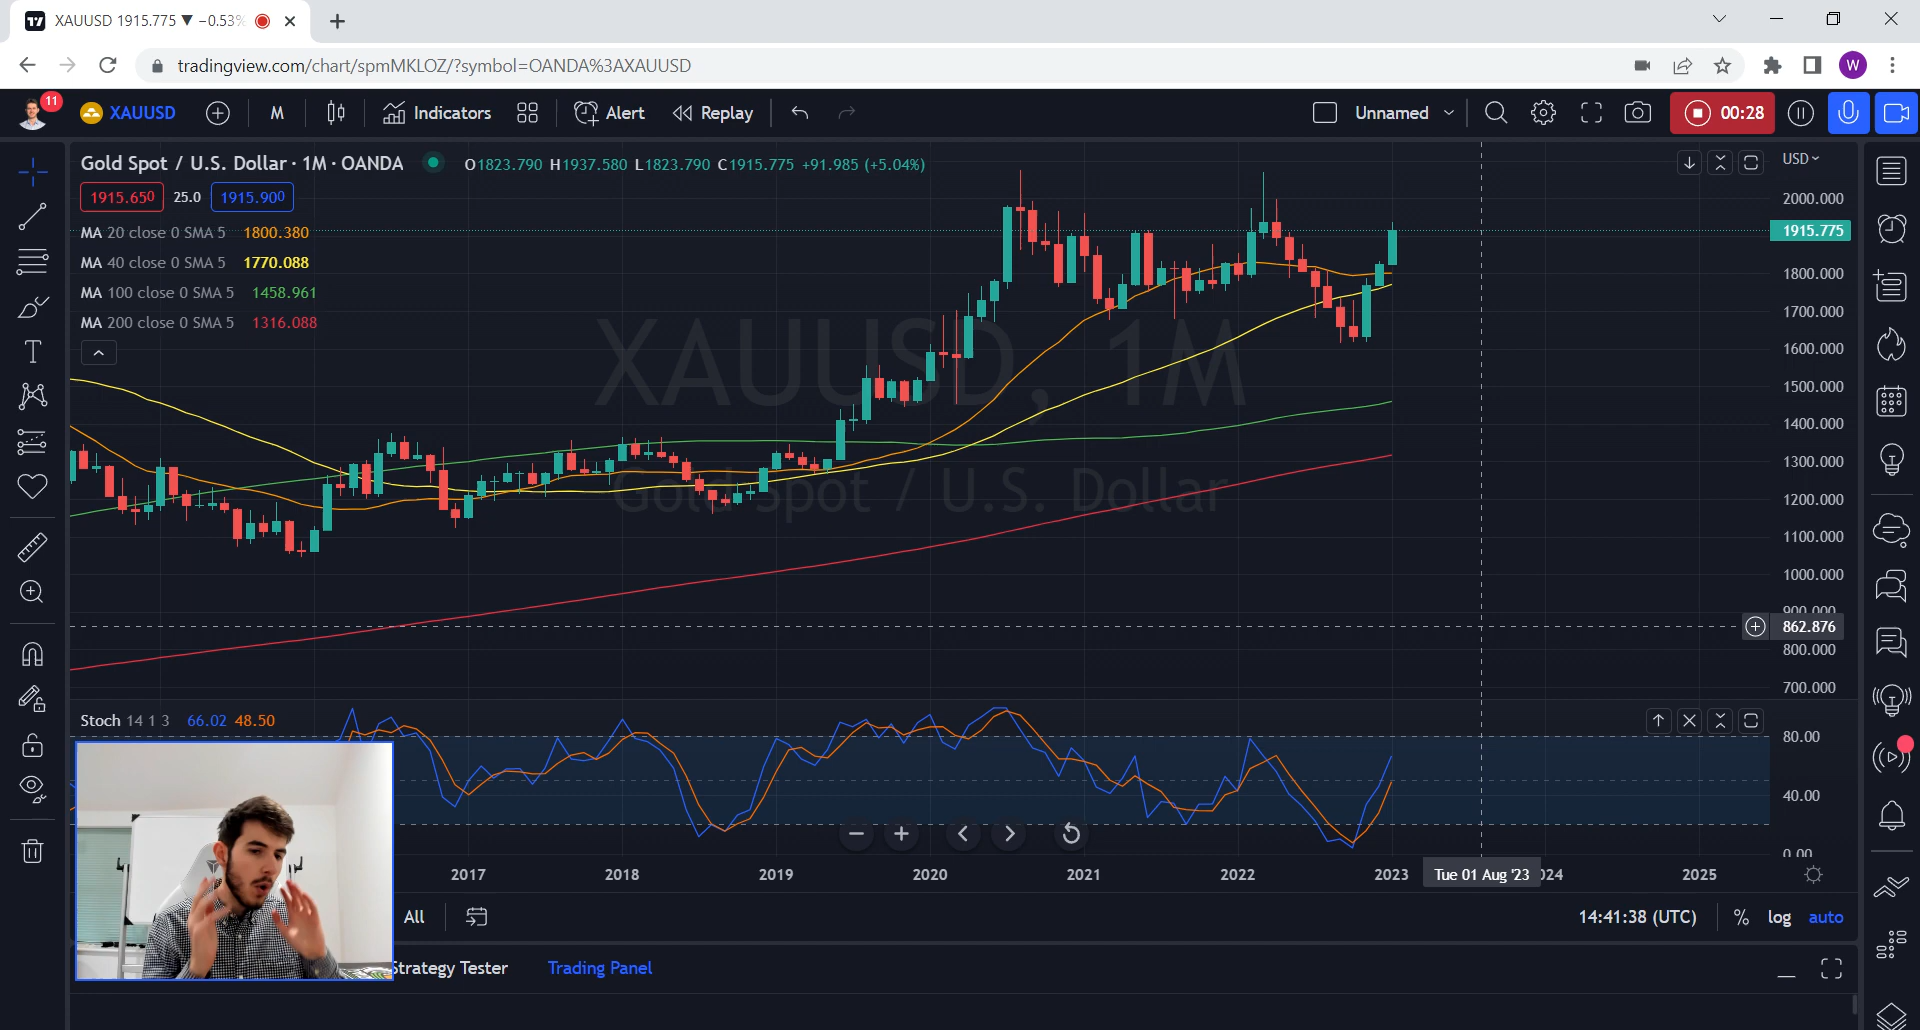 XAUUSD 1915.775 ▼ −0.53%
tradingview.com/chart/spmMKLOZ/?symbol=OANDA%3AXAUUSD
W
11
XAUUSD
M
Indicators
Alert
Replay
Unnamed
00:28
Gold Spot / U.S. Dollar · 1M · OANDA
O1823.790 H1937.580 L1823.790 C1915.775 +91.985 (+5.04%)
USD
1915.650
25.0
1915.900
MA 20 close 0 SMA 5 1800.380
MA 40 close 0 SMA 5 1770.088
MA 100 close 0 SMA 5 1458.961
MA 200 close 0 SMA 5 1316.088
XAUUSD, 1M
Gold Spot / U.S. Dollar
2000.000
1915.775
1800.000
1700.000
1600.000
1500.000
1400.000
1300.000
1200.000
1100.000
1000.000
900.000
862.876
800.000
700.000
Stoch 14 1 3 66.02 48.50
80.00
40.00
0.00
2017
2018
2019
2020
2021
2022
2023
Tue 01 Aug '23
024
2025
All
14:41:38 (UTC)
%
log
auto
Strategy Tester
Trading Panel